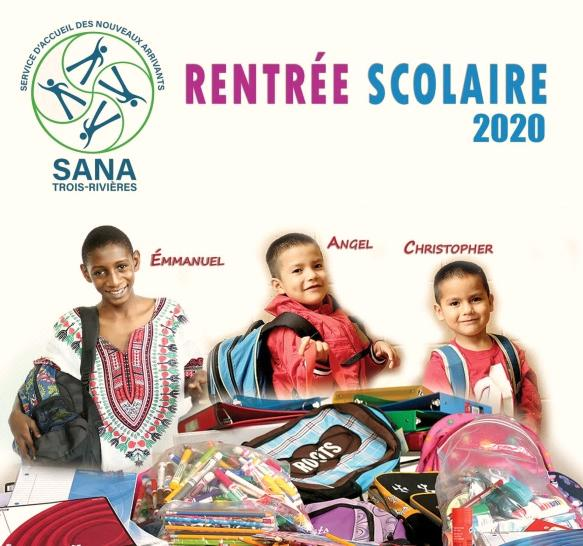 SERVICE D'ACCUEIL DES NOUVEAUX ARRIVANTS
SANA
TROIS-RIVIÈRES
RENTRÉE SCOLAIRE
2020
ÉMMANUEL
ANGEL
CHRISTOPHER
ROOTS